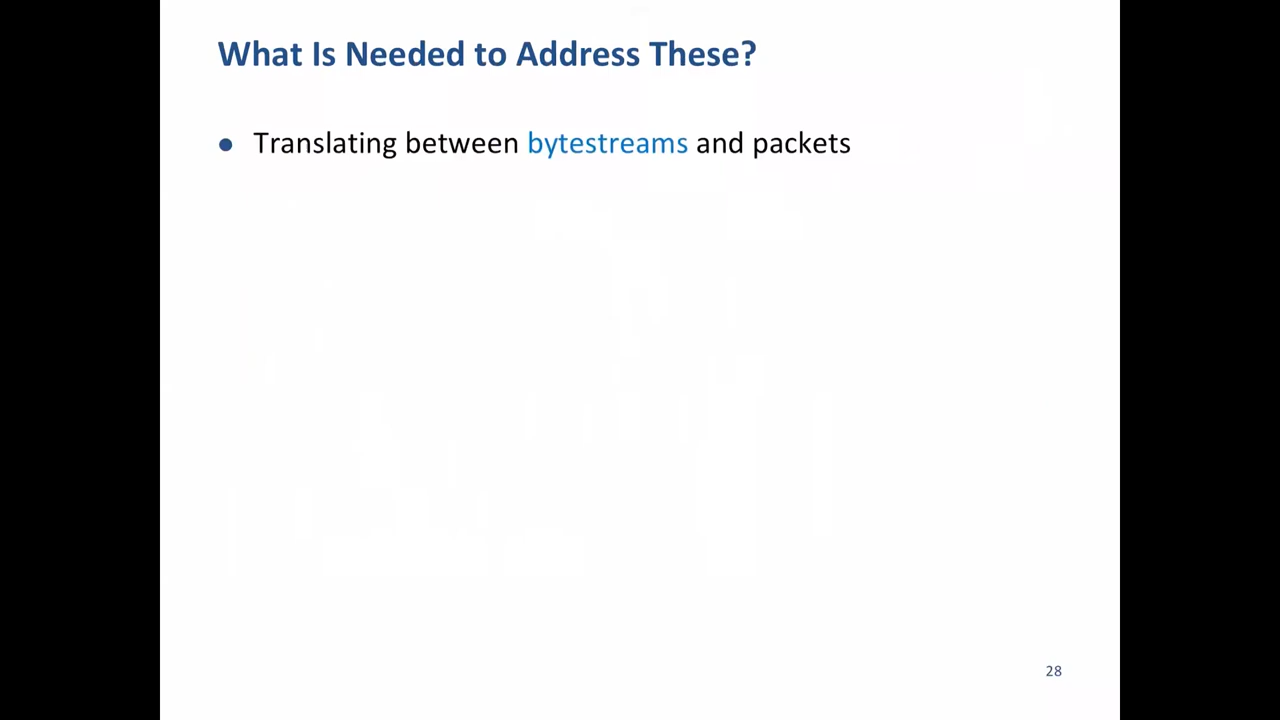 What Is Needed to Address These?
● Translating between bytestreams and packets
28